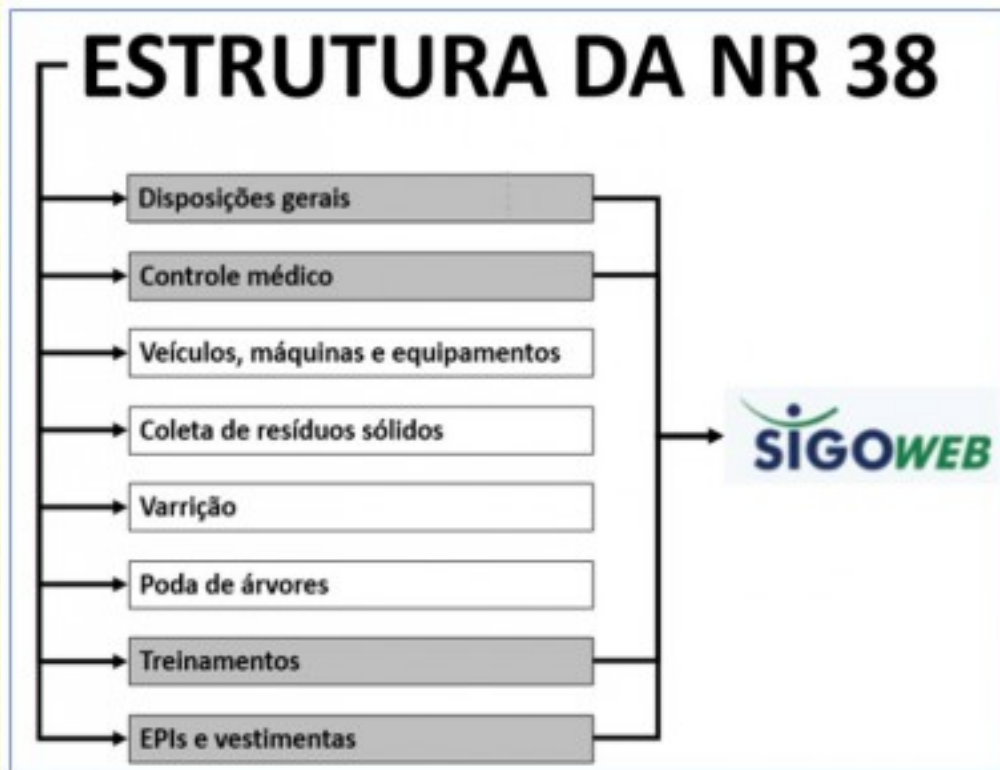 ESTRUTURA DA NR 38
Disposições gerais
Controle médico
Veículos, máquinas e equipamentos
Coleta de resíduos sólidos
Varrição
Poda de árvores
Treinamentos
EPIs e vestimentas
SIGOWEB